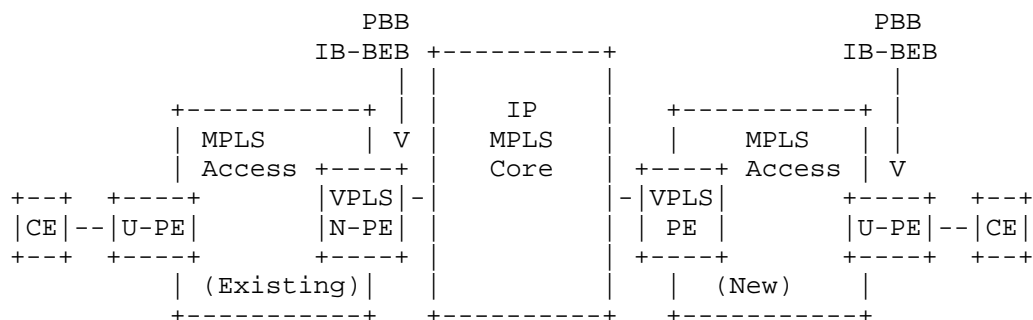 PBB PBB
IB-BEB IB-BEB
IP
MPLS V MPLS MPLS
Access Core Access V
VPLS VPLS
CE U-PE N-PE PE U-PE CE
(Existing) (New)